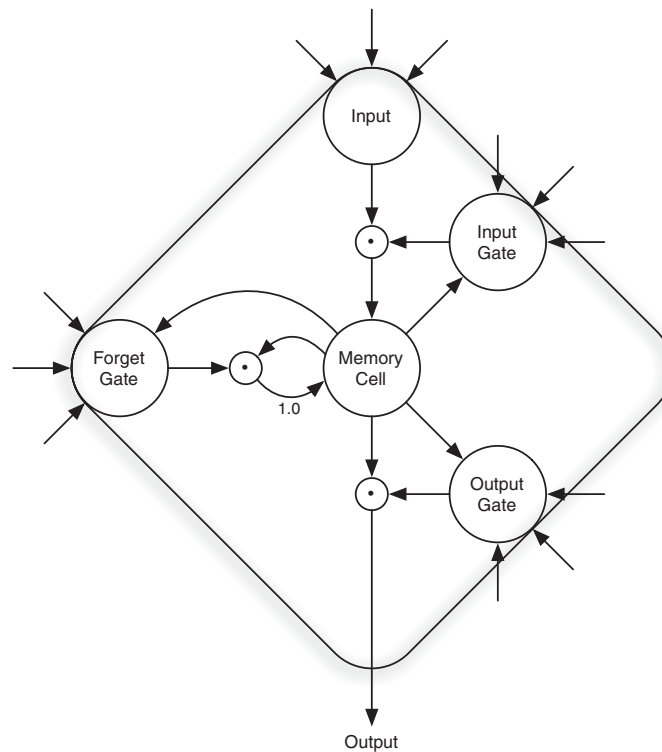 Input
Input
Gate
Forget
Gate
Memory
Cell
1.0
Output
Gate
Output